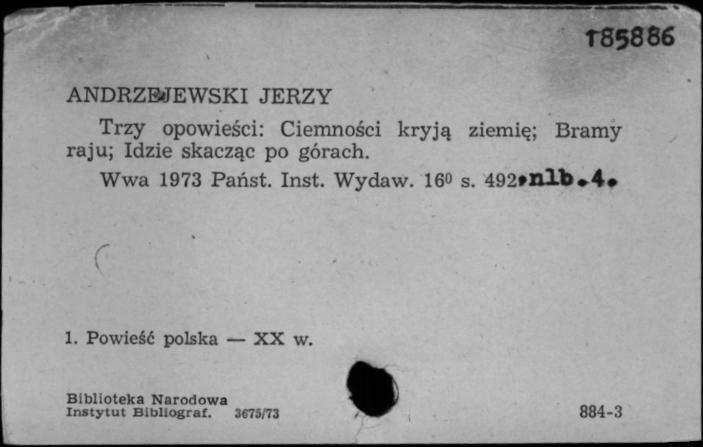 T85886
ANDRZEJEWSKI JERZY
Trzy opowieści: Ciemności kryją ziemię; Bramy
raju; Idzie skacząc po górach.
Wwa 1973 Państ. Inst. Wydaw. 16⁰ s. 492,nlb.4.
1. Powieść polska — XX w.
Biblioteka Narodowa
Instytut Bibliograf. 3675/73
884-3